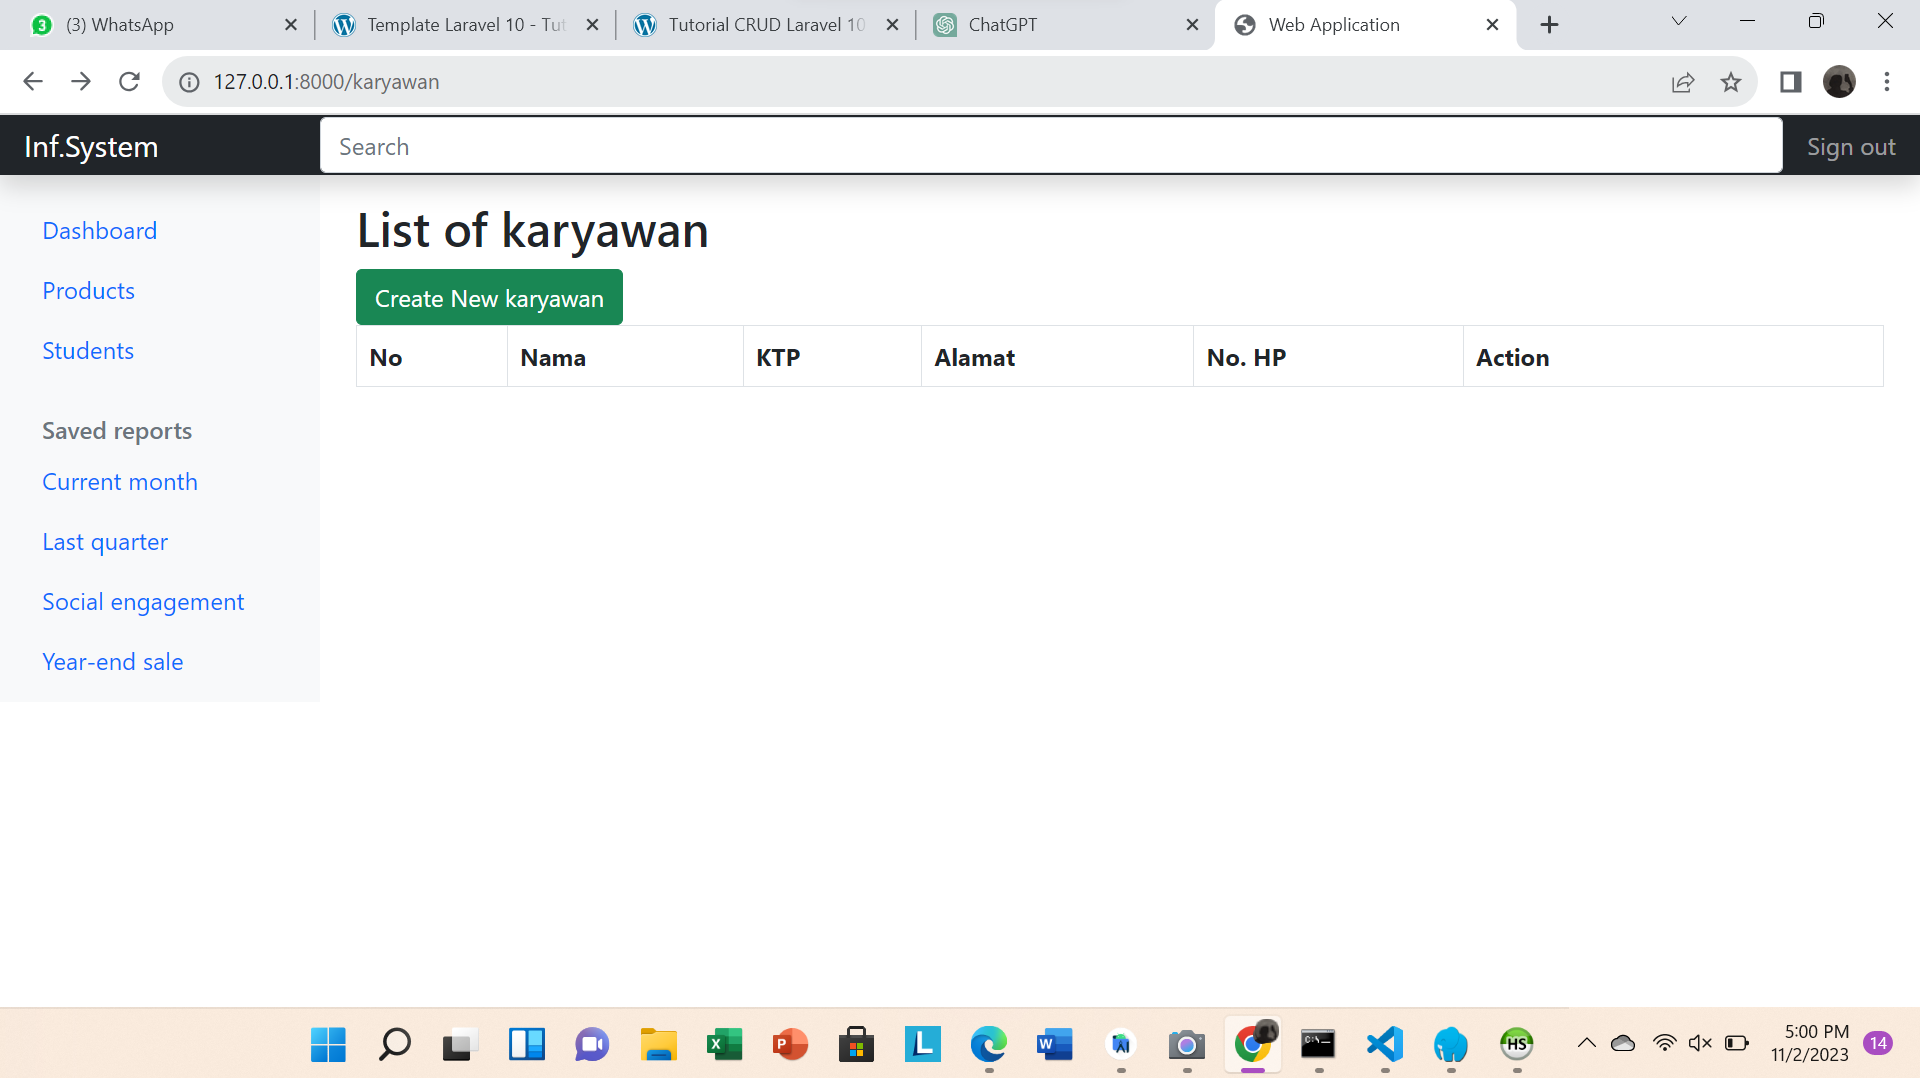 (3) WhatsApp
Template Laravel 10 - Tut
Tutorial CRUD Laravel 10
ChatGPT
Web Application
127.0.0.1:8000/karyawan
Inf.System
Search
Sign out
Dashboard
Products
Students
Saved reports
Current month
Last quarter
Social engagement
Year-end sale
List of karyawan
Create New karyawan
No Nama KTP Alamat No. HP Action
5:00 PM
11/2/2023
14